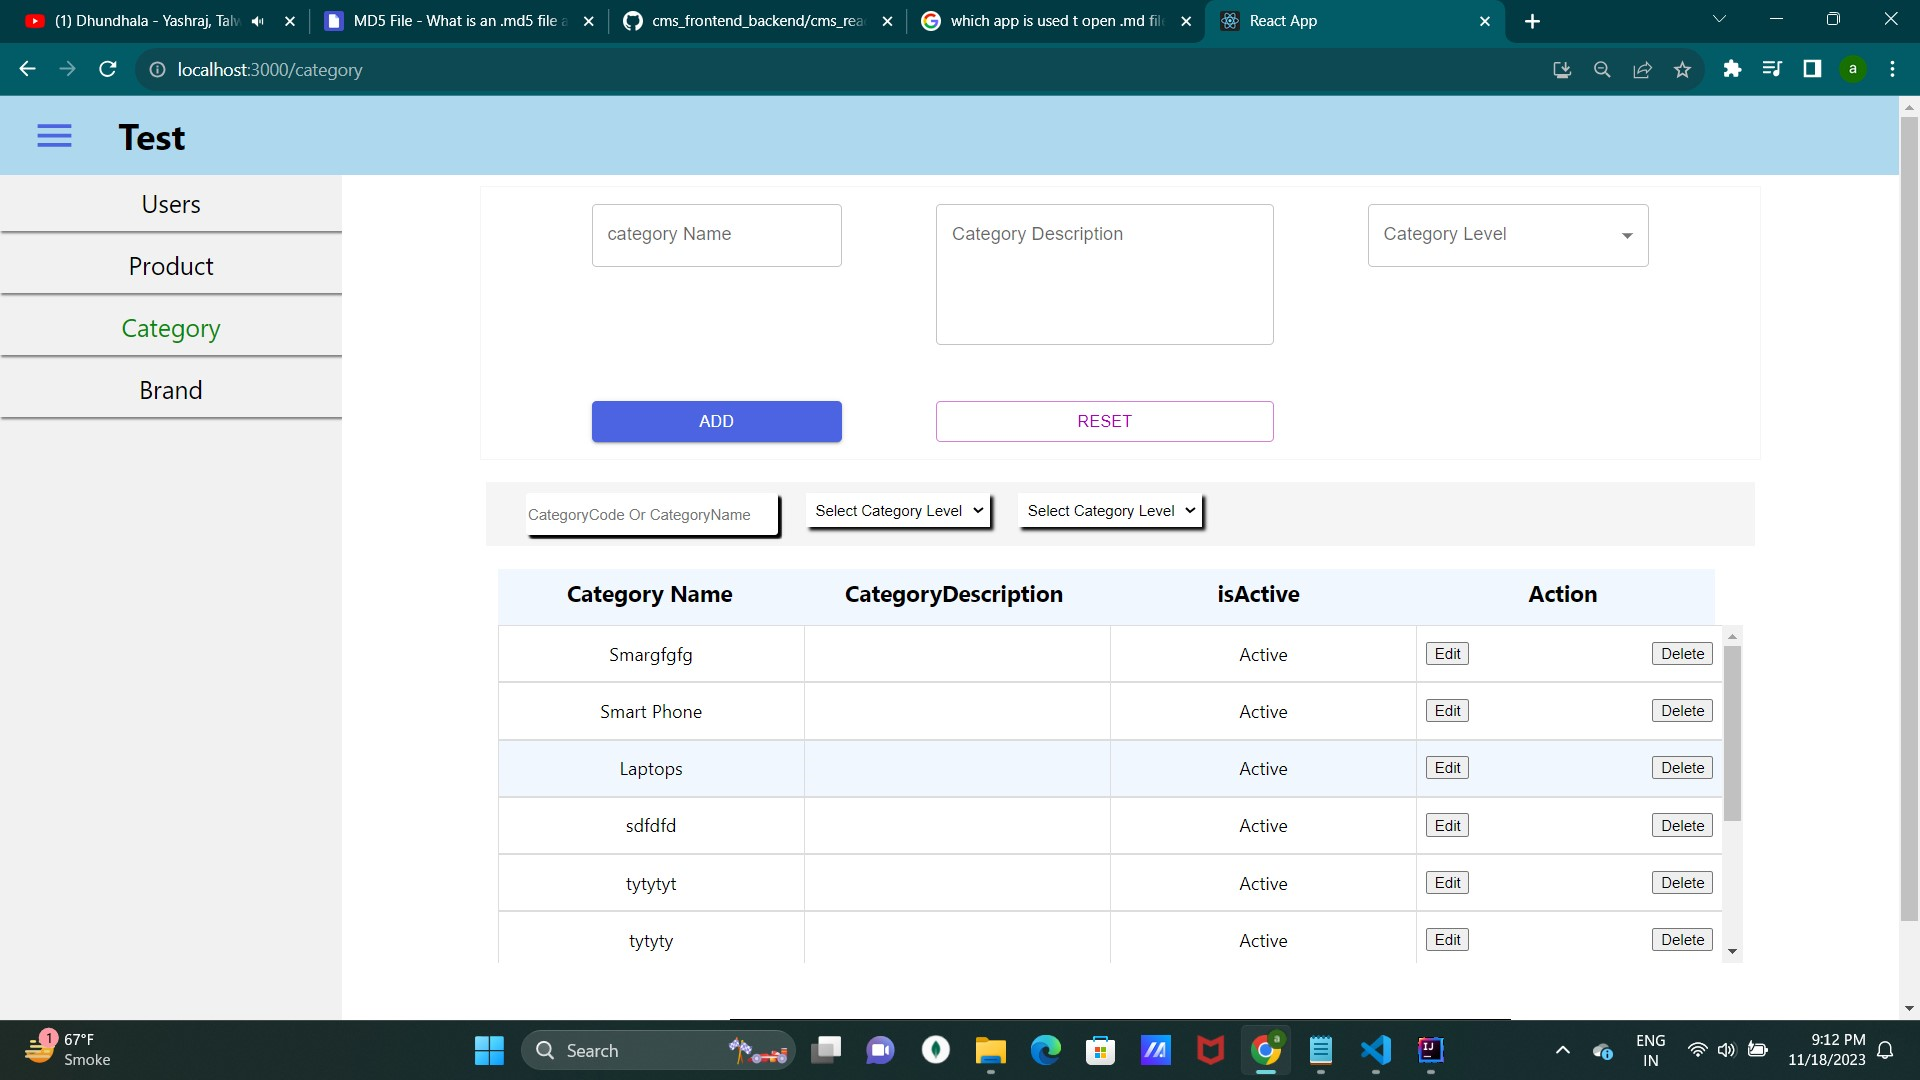 (1) Dhundhala - Yashraj, Talw
MD5 File - What is an .md5 file a
cms_frontend_backend/cms_rea
which app is used t open .md file
React App
localhost:3000/category
a
Test
Users
Product
Category
Brand
category Name
Category Description
Category Level
ADD
RESET
CategoryCode Or CategoryName
Select Category Level
Select Category Level
Category Name CategoryDescription isActive Action
Smargfgfg Active Edit Delete
Smart Phone Active Edit Delete
Laptops Active Edit Delete
sdfdfd Active Edit Delete
tytytyt Active Edit Delete
tytyty Active Edit Delete
1
67°F
Smoke
Search
a
IJ
ENG
IN
9:12 PM
11/18/2023